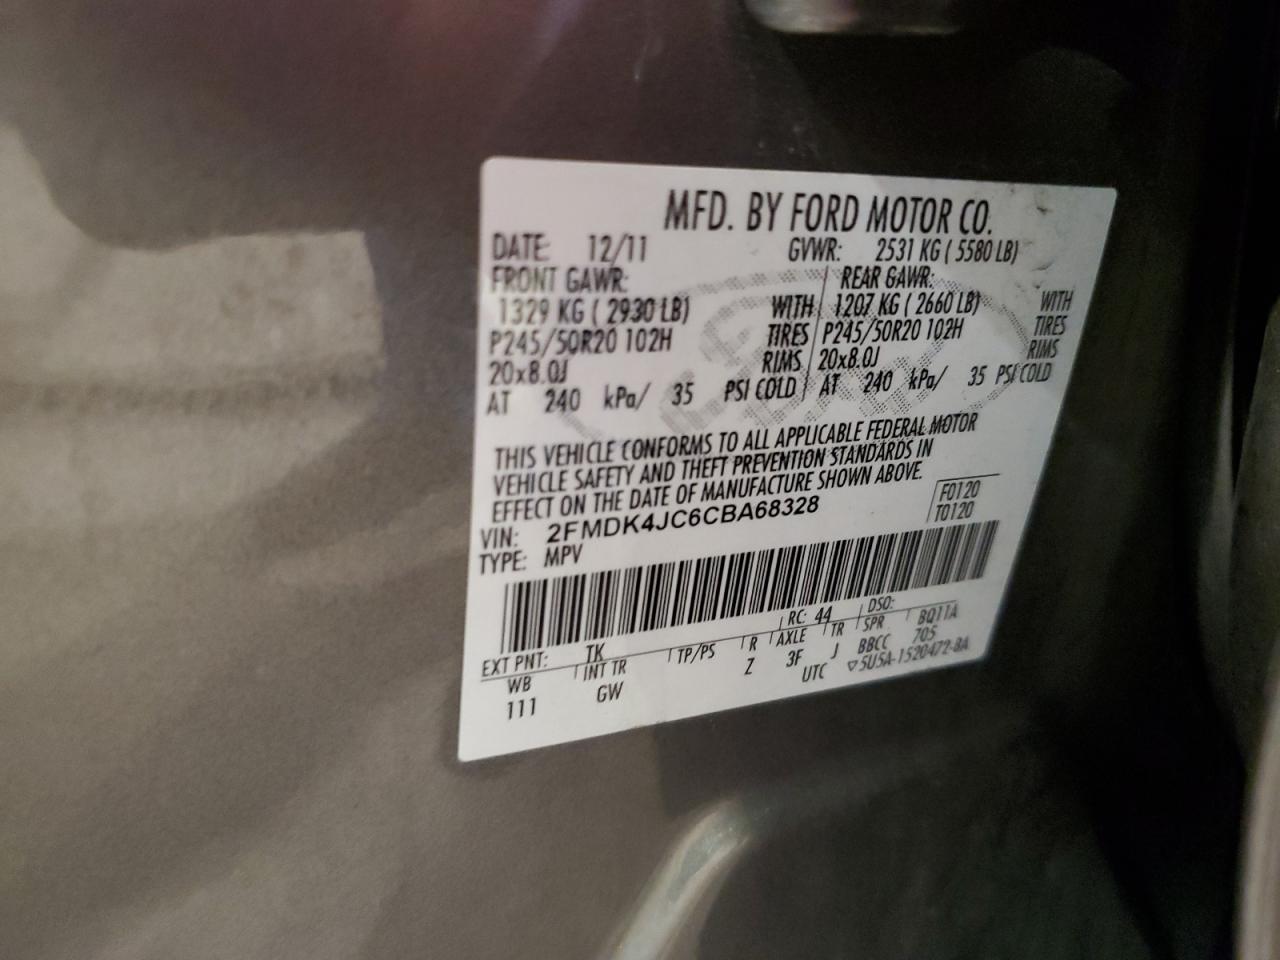 MFD. BY FORD MOTOR CO.
DATE: 12/11 GVWR: 2531 KG ( 5580 LB)
FRONT GAWR: REAR GAWR:
1329 KG ( 2930 LB) WITH 1207 KG ( 2660 LB) WITH
P245/50R20 102H TIRES P245/50R20 102H TIRES
20x8.0J RIMS 20x8.0J RIMS
AT 240 kPa/ 35 PSI COLD AT 240 kPa/ 35 PSI COLD
THIS VEHICLE CONFORMS TO ALL APPLICABLE FEDERAL MOTOR
VEHICLE SAFETY AND THEFT PREVENTION STANDARDS IN
EFFECT ON THE DATE OF MANUFACTURE SHOWN ABOVE.
VIN: 2FMDK4JC6CBA68328 F0120
TYPE: MPV T0120
EXT PNT: TK RC: 44 DSO:
WB INT TR TP/PS R AXLE TR SPR BQ11A
111 GW Z 3F J BBCC 705
UTC ▽5U5A-1520472-BA